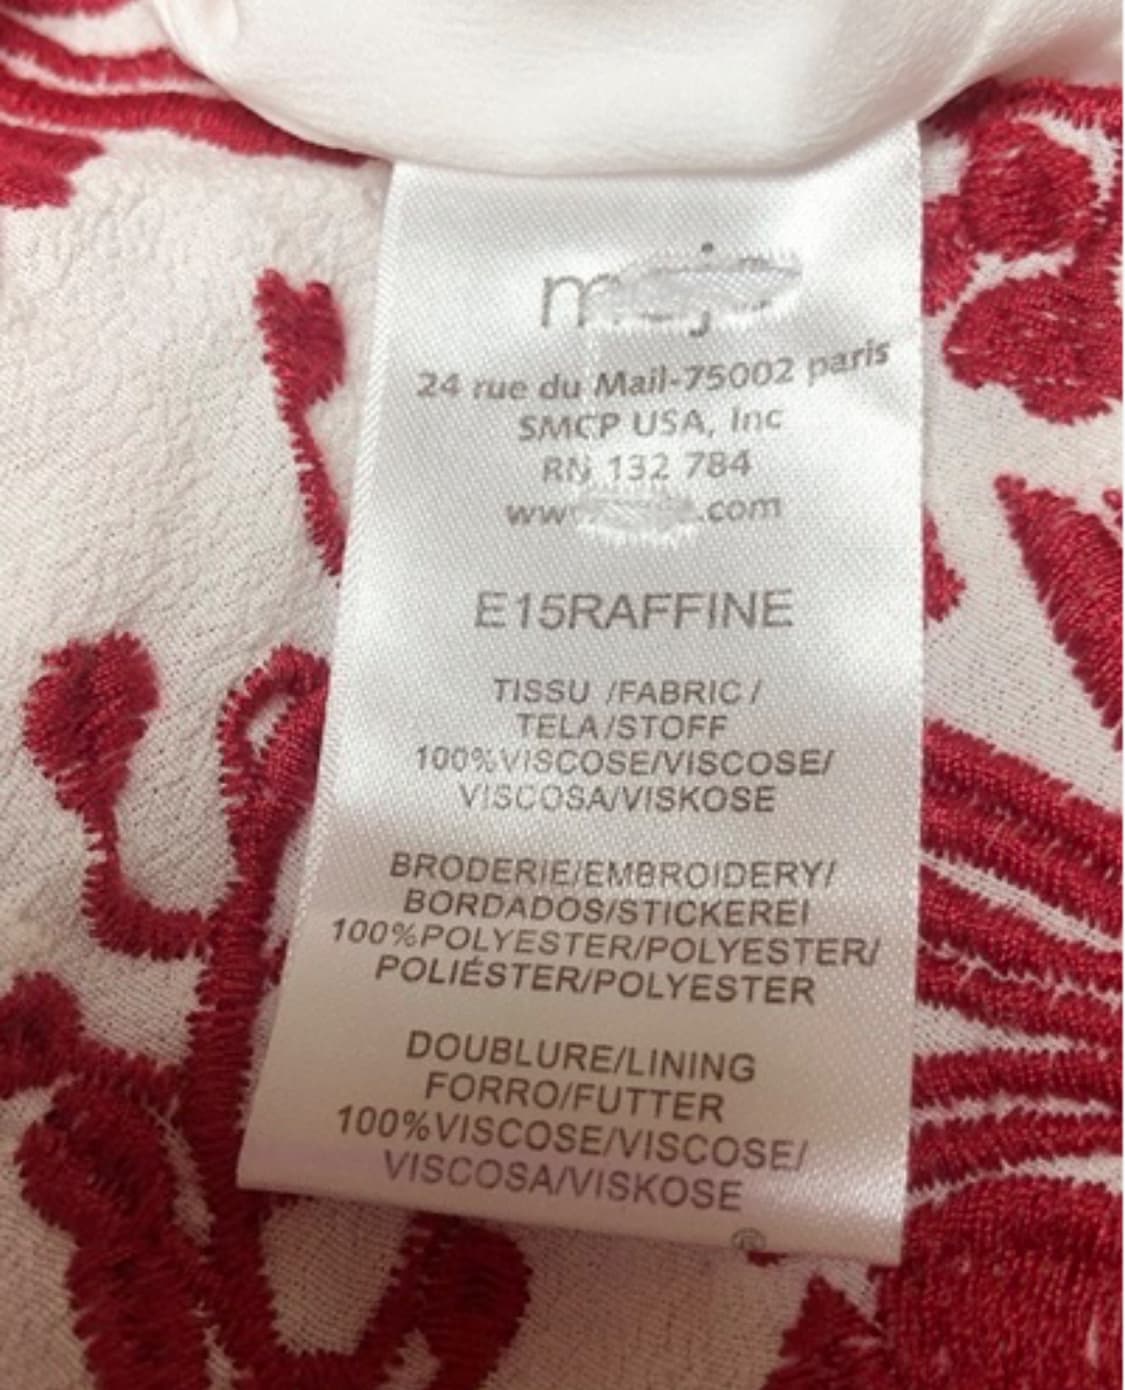 24 rue du Mail-75002 paris
SMCP USA, Inc
RN 132 784
.com
E15RAFFINE
TISSU /FABRIC /
TELA/STOFF
100%VISCOSE/VISCOSE/
VISCOSA/VISKOSE
BRODERIE/EMBROIDERY/
BORDADOS/STICKEREI
100%POLYESTER/POLYESTER/
POLIÉSTER/POLYESTER
DOUBLURE/LINING
FORRO/FUTTER
100%VISCOSE/VISCOSE/
VISCOSA/VISKOSE